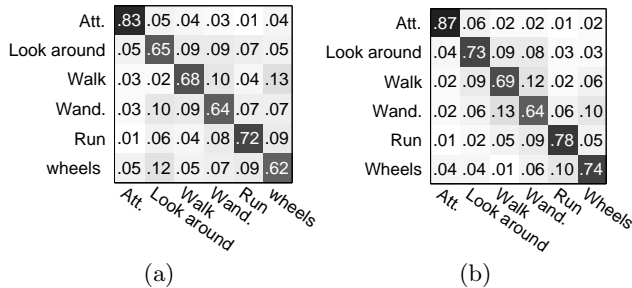 Att. .83 .05 .04 .03 .01 .04
Look around .05 .65 .09 .09 .07 .05
Walk .03 .02 .68 .10 .04 .13
Wand. .03 .10 .09 .64 .07 .07
Run .01 .06 .04 .08 .72 .09
wheels .05 .12 .05 .07 .09 .62
Att. Look around Walk Wand. Run wheels
(a)
Att. .87 .06 .02 .02 .01 .02
Look around .04 .73 .09 .08 .03 .03
Walk .02 .09 .69 .12 .02 .06
Wand. .02 .06 .13 .64 .06 .10
Run .01 .02 .05 .09 .78 .05
Wheels .04 .04 .01 .06 .10 .74
Att. Look around Walk Wand. Run Wheels
(b)